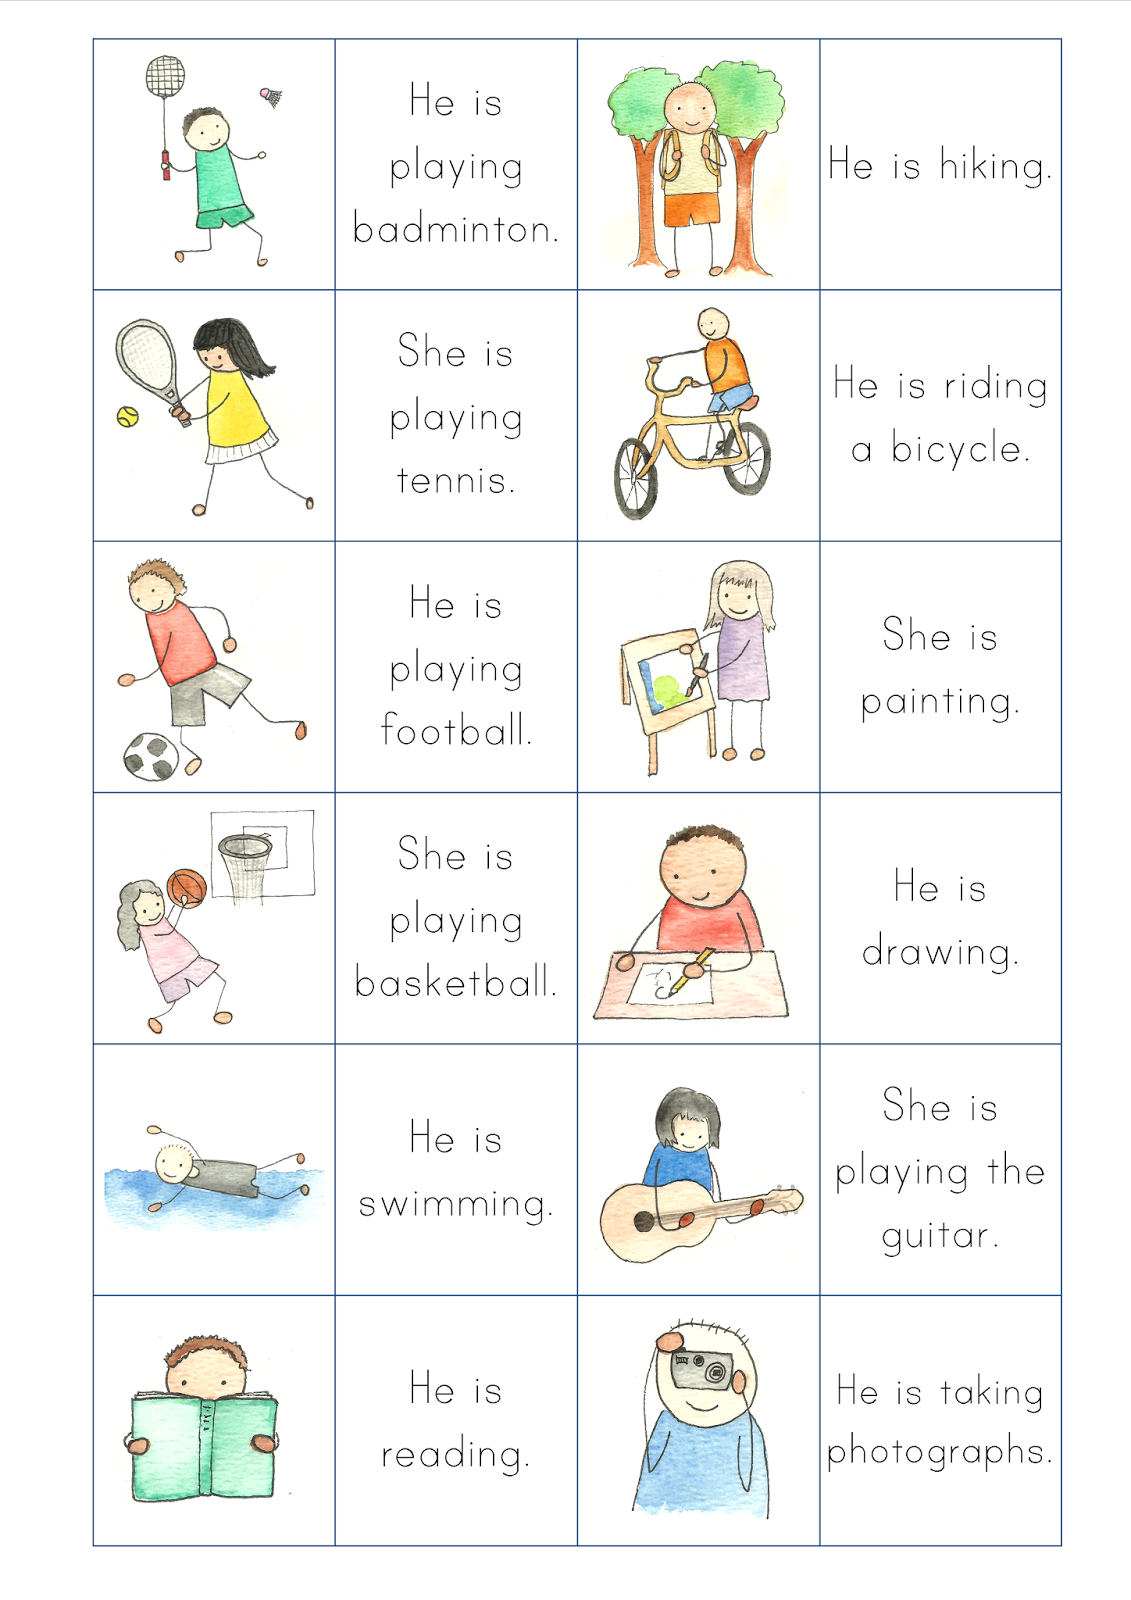 He is
playing
badminton.
He is hiking.
She is
playing
tennis.
He is riding
a bicycle.
He is
playing
football.
She is
painting.
She is
playing
basketball.
He is
drawing.
He is
swimming.
She is
playing the
guitar.
He is
reading.
He is taking
photographs.